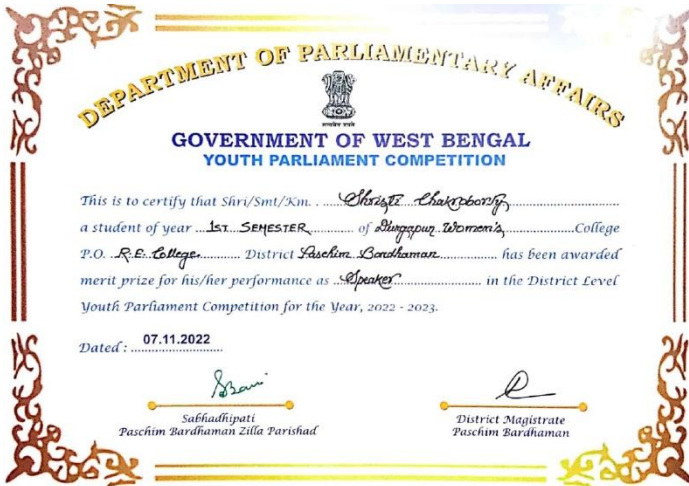 DEPARTMENT OF PARLIAMENTARY AFFAIRS
सत्यमेव जयते
GOVERNMENT OF WEST BENGAL
YOUTH PARLIAMENT COMPETITION
This is to certify that Shri/Smt/Km. . Shristi Chakraborty
a student of year 1ST SEMESTER of Durgapur Women's College
P.O. R.E. College District Paschim Bardhaman has been awarded
merit prize for his/her performance as Speaker in the District Level
Youth Parliament Competition for the Year, 2022 - 2023.
Dated : 07.11.2022
Sabhadhipati
Paschim Bardhaman Zilla Parishad
District Magistrate
Paschim Bardhaman